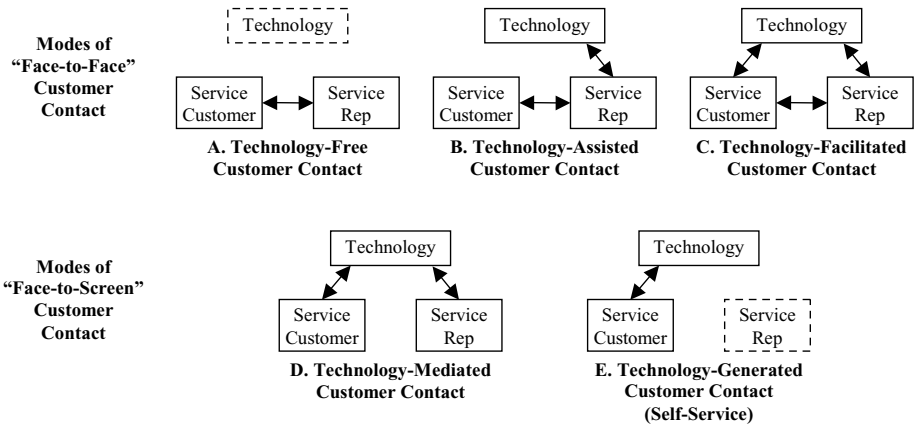 Modes of
“Face-to-Face”
Customer
Contact
Technology
Service
Customer
Service
Rep
A. Technology-Free
Customer Contact
Technology
Service
Customer
Service
Rep
B. Technology-Assisted
Customer Contact
Technology
Service
Customer
Service
Rep
C. Technology-Facilitated
Customer Contact
Modes of
“Face-to-Screen”
Customer
Contact
Technology
Service
Customer
Service
Rep
D. Technology-Mediated
Customer Contact
Technology
Service
Customer
Service
Rep
E. Technology-Generated
Customer Contact
(Self-Service)